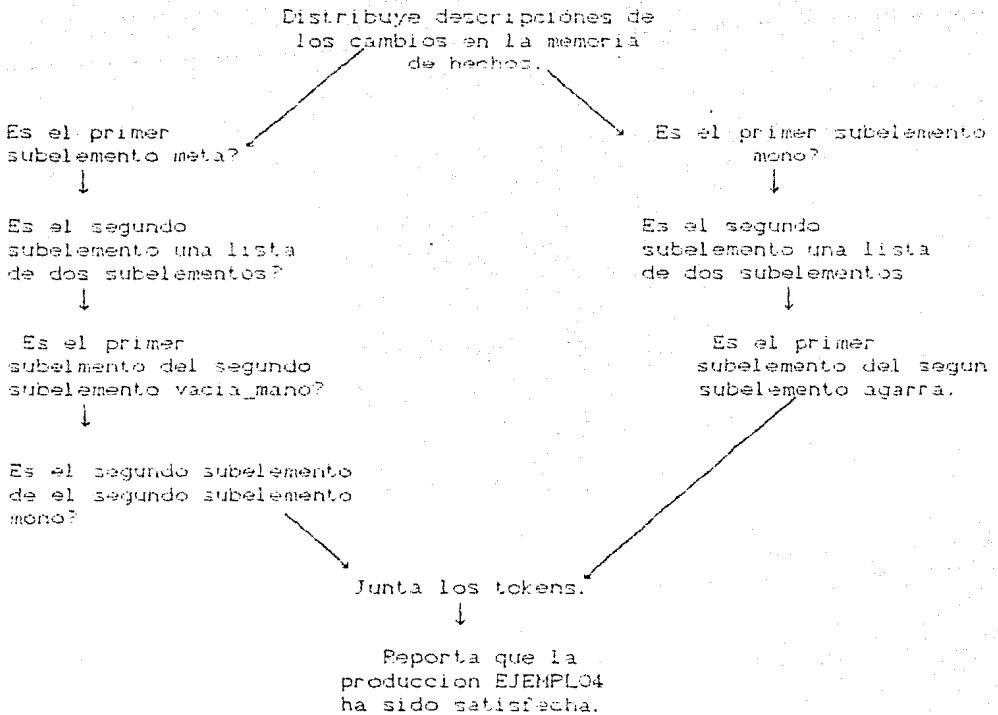 Distribuye descripciónes de
los cambios en la memoria
de hechos.
Es el primer
subelemento meta?
Es el segundo
subelemento una lista
de dos subelementos?
Es el primer
subelmento del segundo
subelemento vacia_mano?
Es el segundo subelemento
de el segundo subelemento
mono?
Es el primer subelemento
mono?
Es el segundo
subelemento una lista
de dos subelementos
Es el primer
subelemento del segun
subelemento agarra.
Junta los tokens.
Reporta que la
produccion EJEMPLO4
ha sido satisfecha.